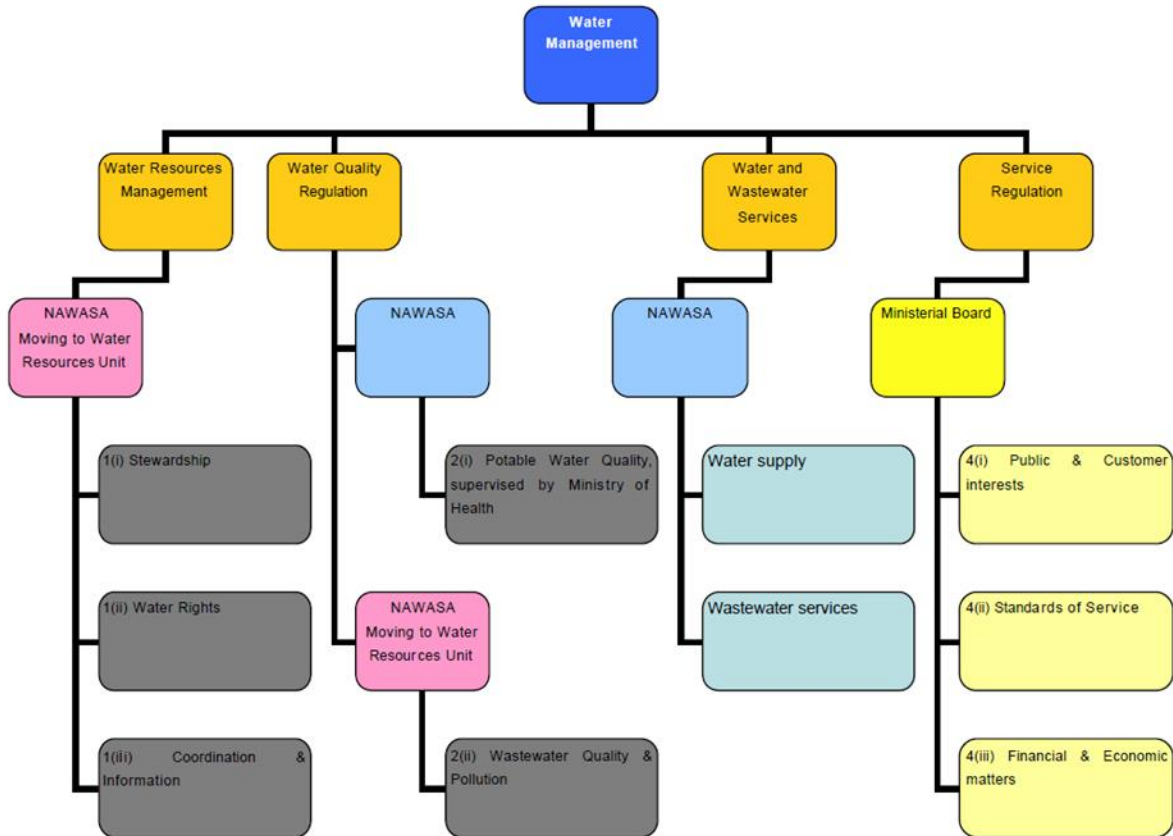 Water
Management
Water Resources
Management
Water Quality
Regulation
Water and
Wastewater
Services
Service
Regulation
NAWASA
Moving to Water
Resources Unit
NAWASA
NAWASA
Ministerial Board
1(i) Stewardship
2(i) Potable Water Quality,
supervised by Ministry of
Health
Water supply
4(i) Public & Customer
interests
1(ii) Water Rights
NAWASA
Moving to Water
Resources Unit
Wastewater services
4(ii) Standards of Service
1(iii) Coordination &
Information
2(ii) Wastewater Quality &
Pollution
4(iii) Financial & Economic
matters